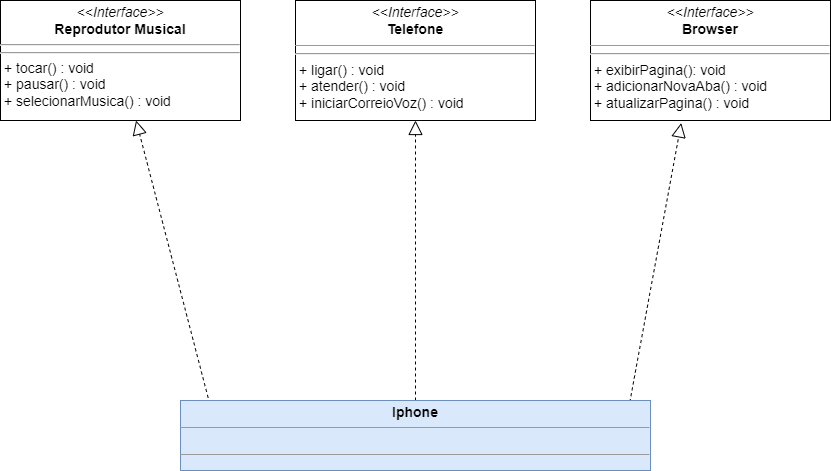 <<Interface>>
Reprodutor Musical
+ tocar() : void
+ pausar() : void
+ selecionarMusica() : void
<<Interface>>
Telefone
+ ligar() : void
+ atender() : void
+ iniciarCorreioVoz() : void
<<Interface>>
Browser
+ exibirPagina(): void
+ adicionarNovaAba() : void
+ atualizarPagina() : void
Iphone